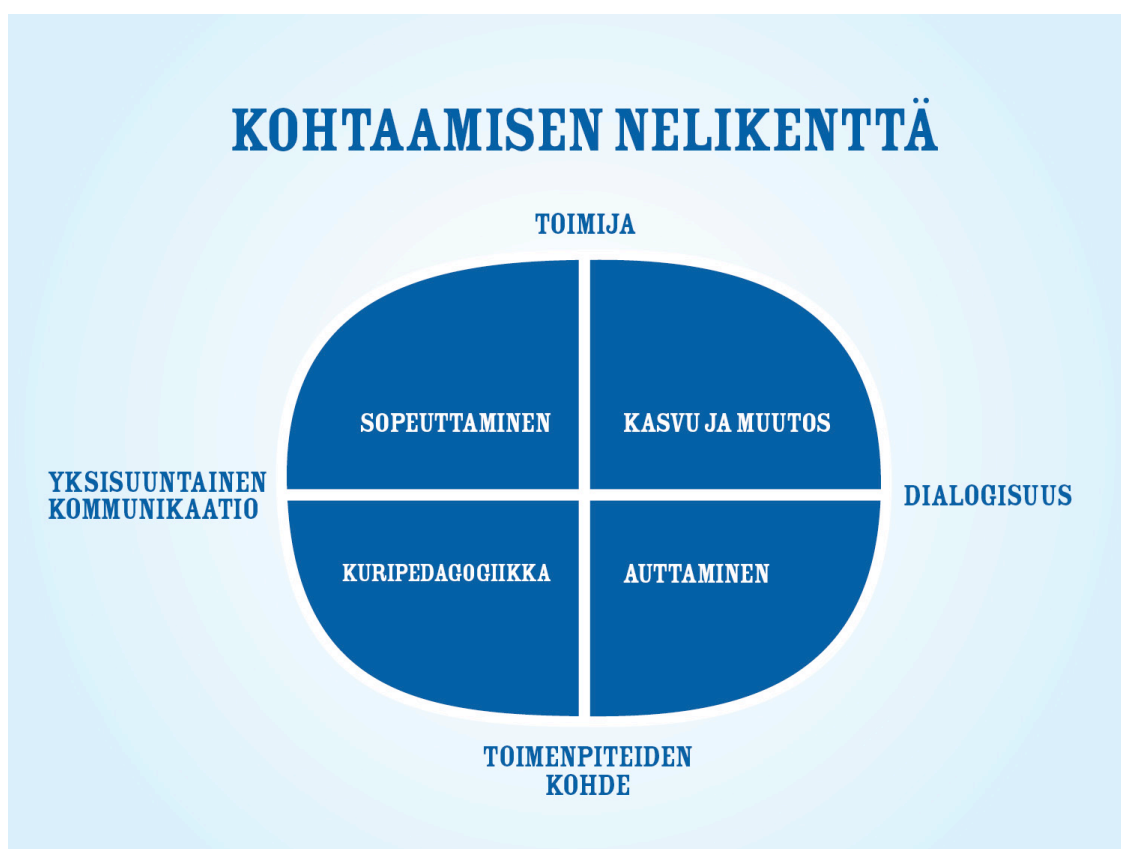 KOHTAAMISEN NELIKENTTÄ
TOIMIJA
SOPEUTTAMINEN
KASVU JA MUUTOS
YKSISUUNTAINEN
KOMMUNIKAATIO
DIALOGISUUS
KURIPEDAGOGIIKKA
AUTTAMINEN
TOIMENPITEIDEN
KOHDE